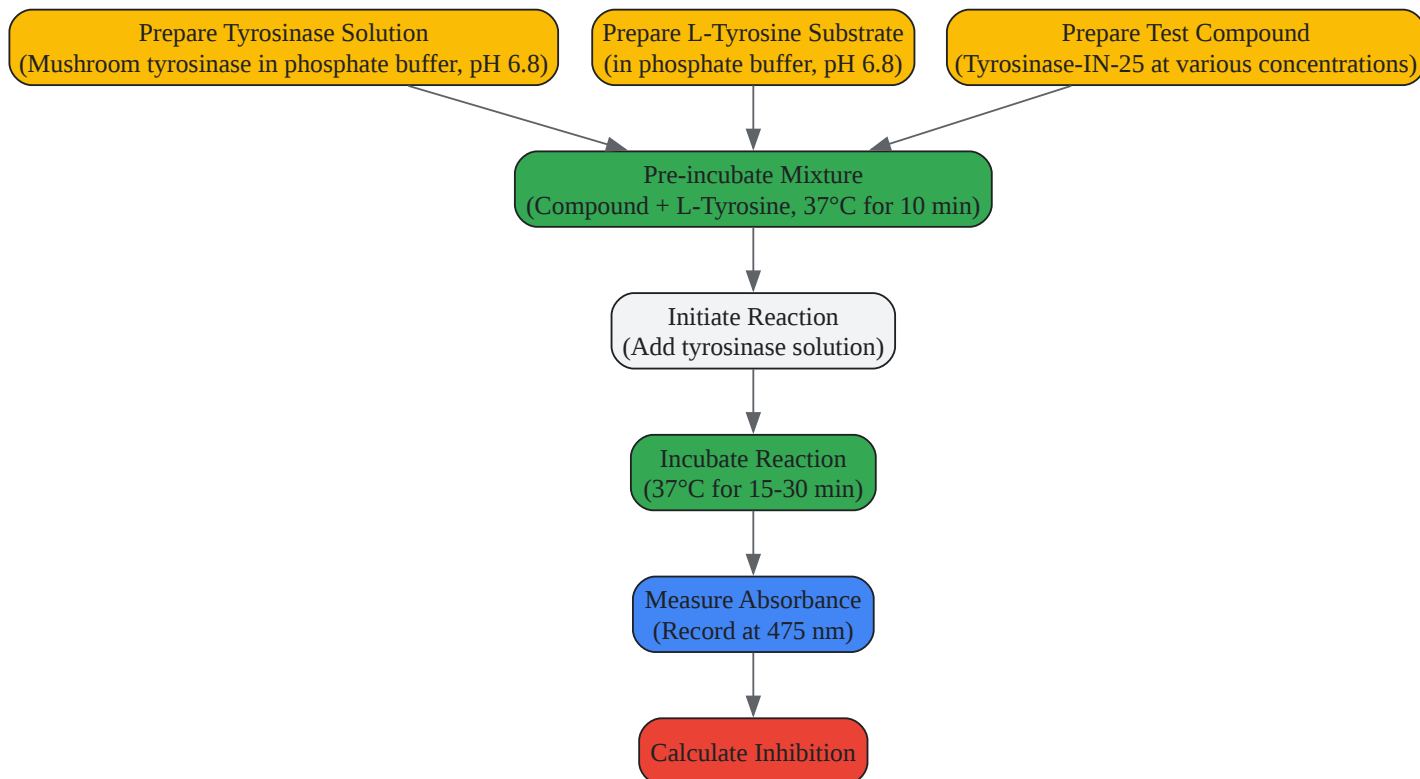 Prepare Tyrosinase Solution
(Mushroom tyrosinase in phosphate buffer, pH 6.8)
Prepare L-Tyrosine Substrate
(in phosphate buffer, pH 6.8)
Prepare Test Compound
(Tyrosinase-IN-25 at various concentrations)
Pre-incubate Mixture
(Compound + L-Tyrosine, 37°C for 10 min)
Initiate Reaction
(Add tyrosinase solution)
Incubate Reaction
(37°C for 15-30 min)
Measure Absorbance
(Record at 475 nm)
Calculate Inhibition